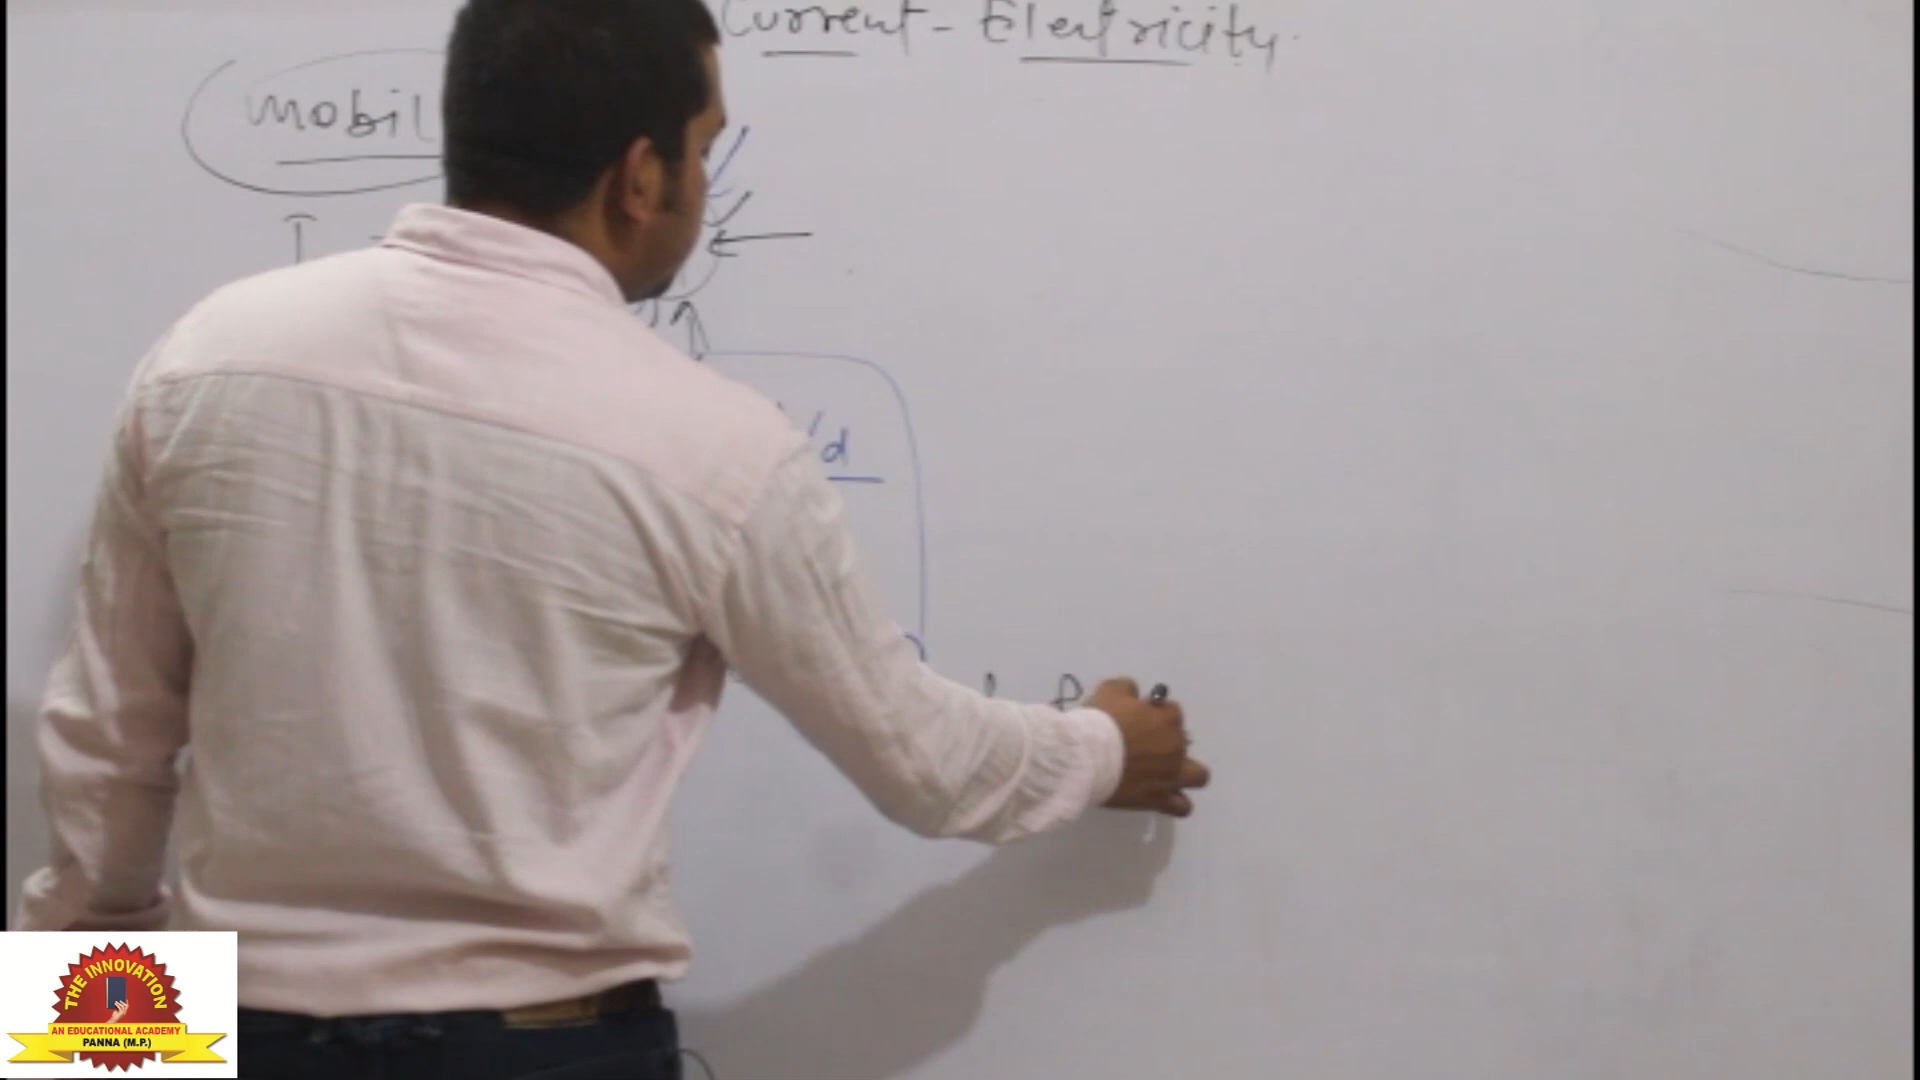 Current - Electricity
Mobil
I
d
THE INNOVATION
AN EDUCATIONAL ACADEMY
PANNA (M.P.)